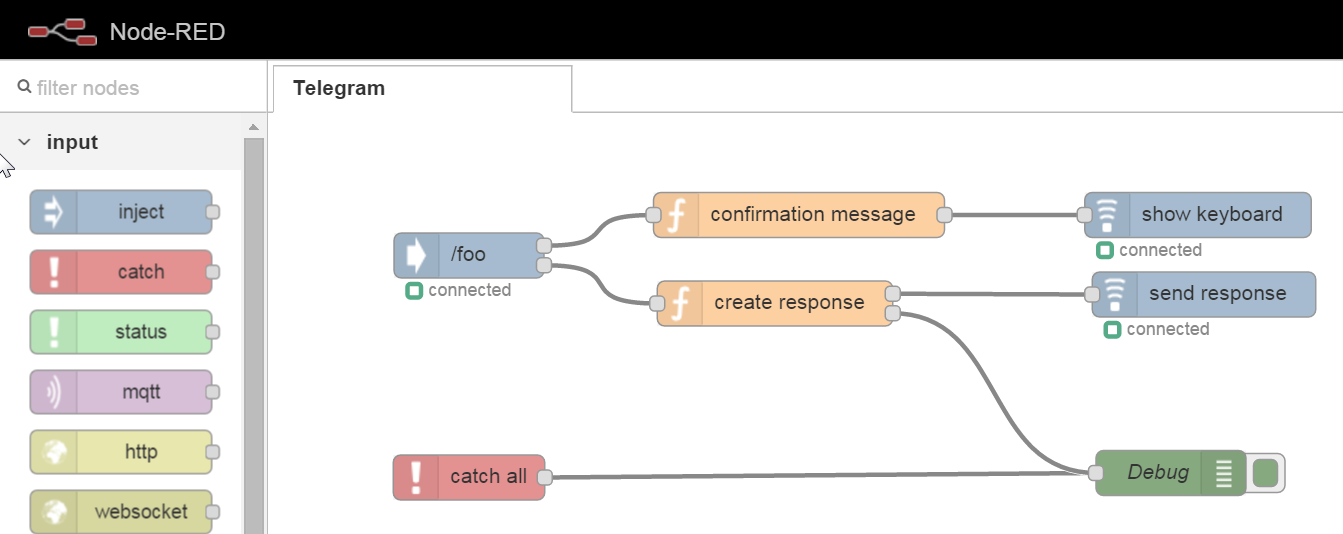 Node-RED
filter nodes
Telegram
input
inject
catch
status
mqtt
http
websocket
/foo
connected
confirmation message
show keyboard
connected
create response
send response
connected
catch all
Debug